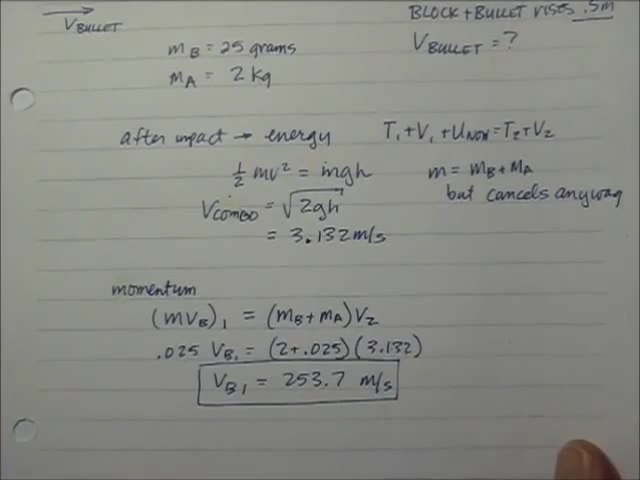 V BULLET
BLOCK + BULLET RISES .5m
m_B = 25 grams
V_BULLET = ?
m_A = 2 kg
after impact → energy
T₁ + V₁ + U_NON = T₂ + V₂
½ mv² = mgh
m = m_B + m_A
but cancels anyway
V_COMBO = √2gh
= 3.132 m/s
momentum
(mV_B)₁ = (m_B + m_A) V₂
.025 V_B₁ = (2 + .025)(3.132)
V_B₁ = 253.7 m/s